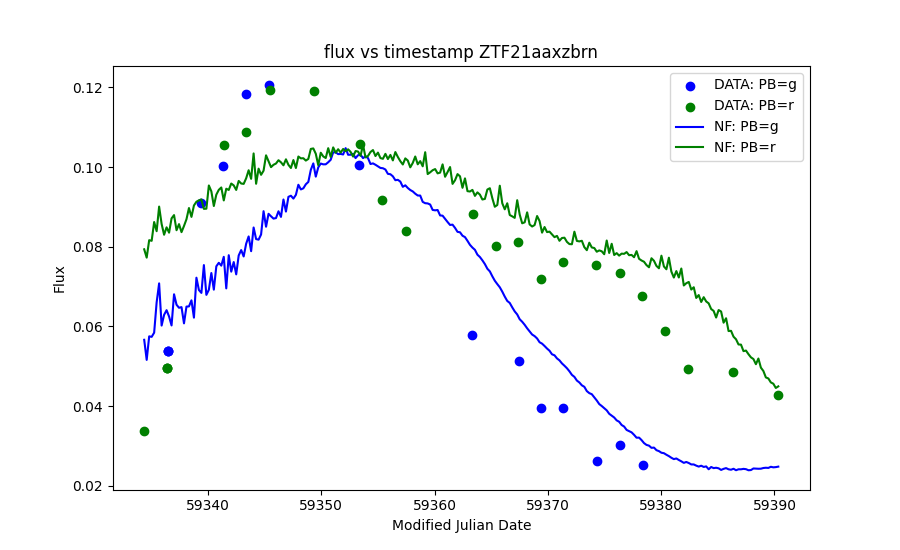 flux vs timestamp ZTF21aaxzbrn
DATA: PB=g
DATA: PB=r
NF: PB=g
NF: PB=r
0.12
0.10
0.08
0.06
0.04
0.02
Flux
59340
59350
59360
59370
59380
59390
Modified Julian Date